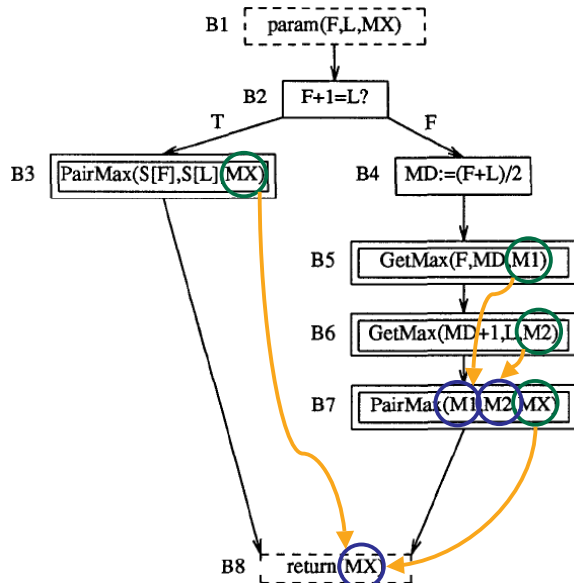 B1 param(F,L,MX)
B2 F+1=L?
T F
B3 PairMax(S[F],S[L] MX)
B4 MD:=(F+L)/2
B5 GetMax(F,MD,M1)
B6 GetMax(MD+1,L,M2)
B7 PairMax(M1,M2,MX)
B8 return MX